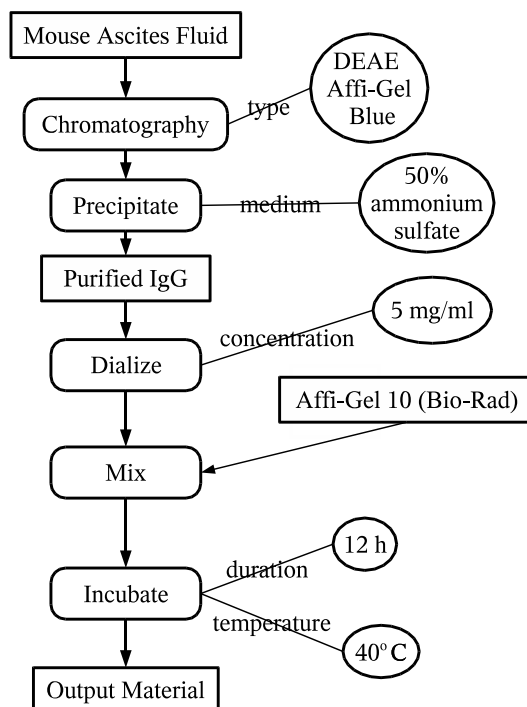 Mouse Ascites Fluid
DEAE
Affi-Gel
Blue
type
Chromatography
50%
ammonium
sulfate
medium
Precipitate
Purified IgG
5 mg/ml
concentration
Dialize
Affi-Gel 10 (Bio-Rad)
Mix
12 h
duration
Incubate
temperature
40° C
Output Material